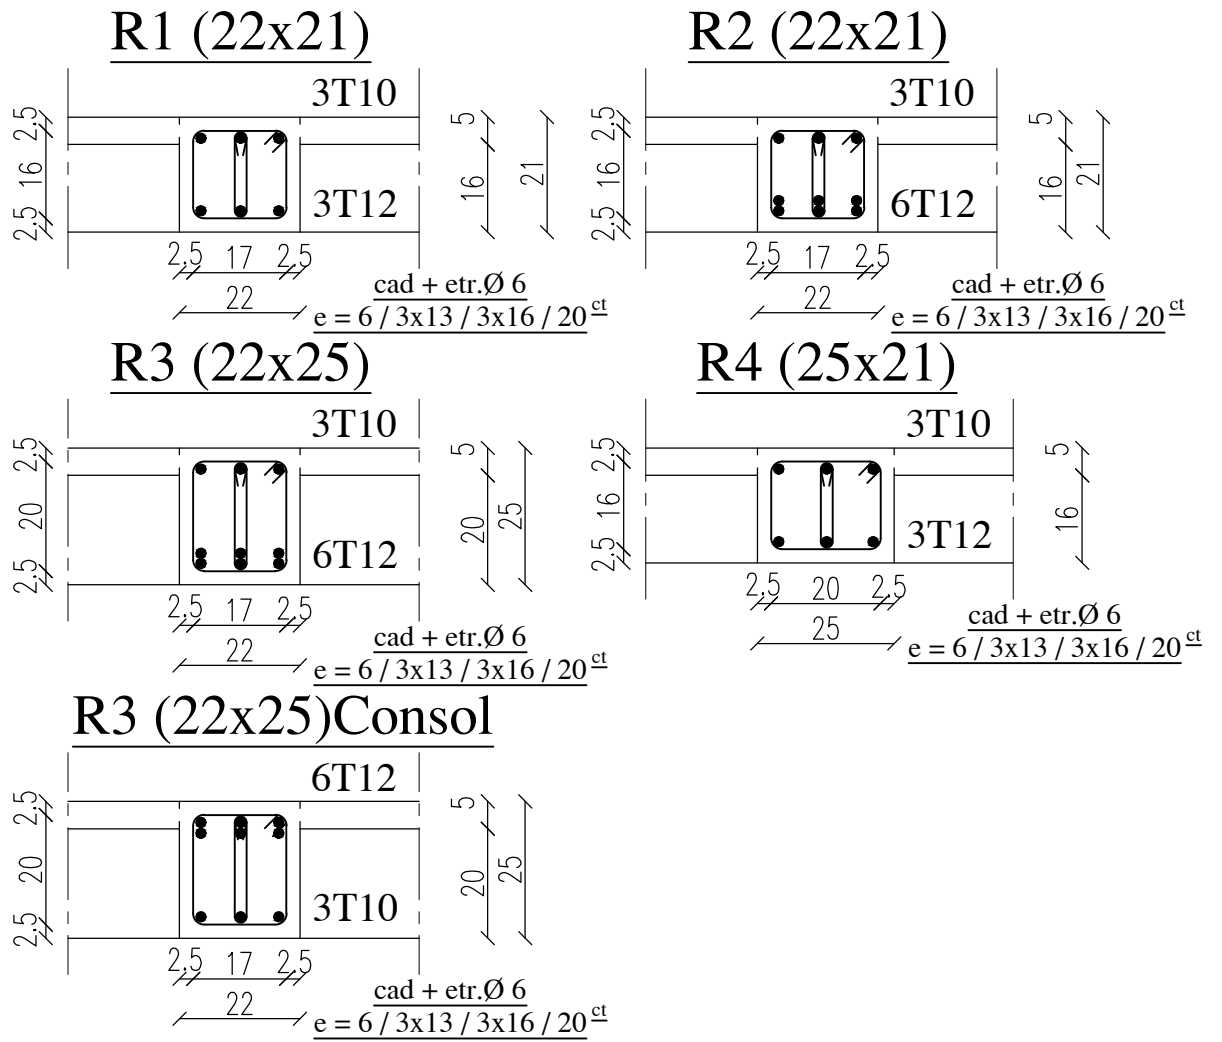 R1 (22x21)
3T10
2,5
16
2,5
3T12
5
16
21
2,5 17 2,5
22
cad + etr.Ø 6
e = 6 / 3x13 / 3x16 / 20 ct
R2 (22x21)
3T10
2,5
16
2,5
6T12
5
16
21
2,5 17 2,5
22
cad + etr.Ø 6
e = 6 / 3x13 / 3x16 / 20 ct
R3 (22x25)
3T10
2,5
20
2,5
6T12
5
20
25
2,5 17 2,5
22
cad + etr.Ø 6
e = 6 / 3x13 / 3x16 / 20 ct
R4 (25x21)
3T10
2,5
16
2,5
3T12
5
16
2,5 20 2,5
25
cad + etr.Ø 6
e = 6 / 3x13 / 3x16 / 20 ct
R3 (22x25)Consol
6T12
2,5
20
2,5
3T10
5
20
25
2,5 17 2,5
22
cad + etr.Ø 6
e = 6 / 3x13 / 3x16 / 20 ct